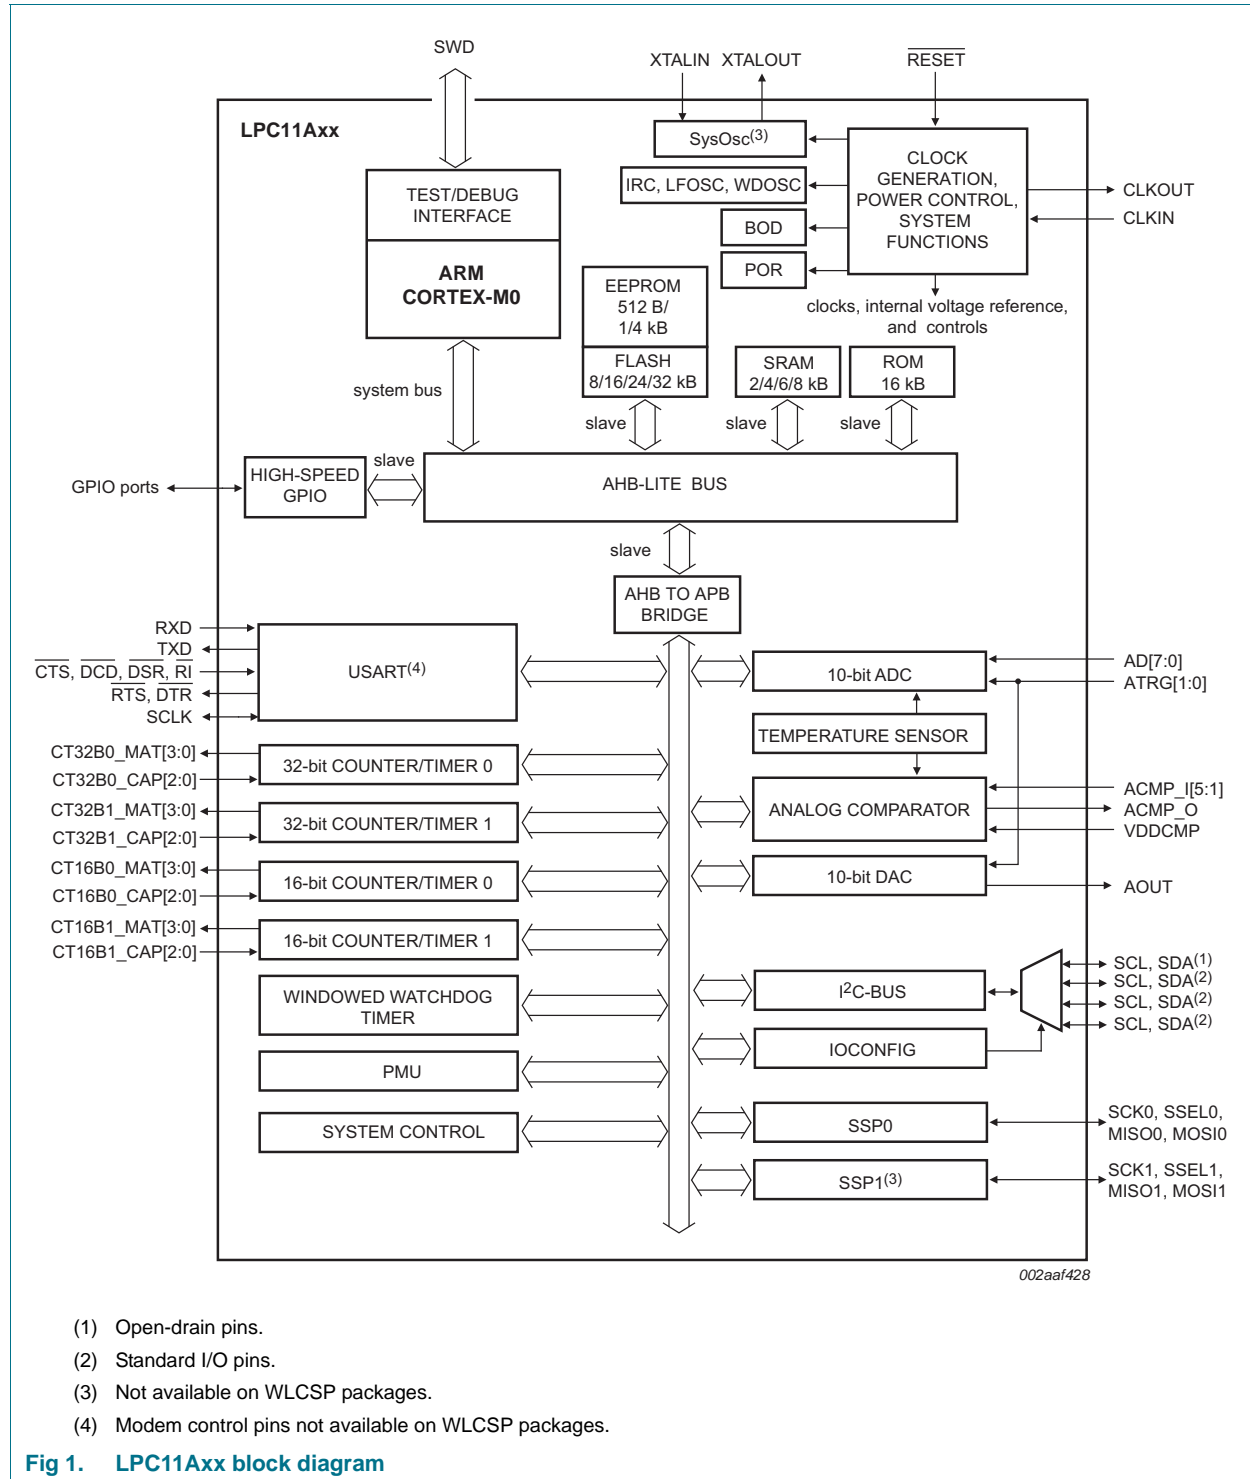 SWD
XTALIN XTALOUT
RESET
LPC11Axx
SysOsc(3)
CLOCK
GENERATION,
POWER CONTROL,
SYSTEM
FUNCTIONS
TEST/DEBUG
INTERFACE
IRC, LFOSC, WDOSC
CLKOUT
CLKIN
BOD
POR
ARM
CORTEX-M0
EEPROM
512 B/
1/4 kB
clocks, internal voltage reference,
and controls
FLASH
8/16/24/32 kB
SRAM
2/4/6/8 kB
ROM
16 kB
system bus
slave
slave
slave
slave
GPIO ports
HIGH-SPEED
GPIO
AHB-LITE BUS
slave
AHB TO APB
BRIDGE
RXD
TXD
CTS, DCD, DSR, RI
RTS, DTR
SCLK
USART(4)
10-bit ADC
AD[7:0]
ATRG[1:0]
TEMPERATURE SENSOR
CT32B0_MAT[3:0]
CT32B0_CAP[2:0]
32-bit COUNTER/TIMER 0
CT32B1_MAT[3:0]
CT32B1_CAP[2:0]
32-bit COUNTER/TIMER 1
ANALOG COMPARATOR
ACMP_I[5:1]
ACMP_O
VDDCMP
CT16B0_MAT[3:0]
CT16B0_CAP[2:0]
16-bit COUNTER/TIMER 0
10-bit DAC
AOUT
CT16B1_MAT[3:0]
CT16B1_CAP[2:0]
16-bit COUNTER/TIMER 1
WINDOWED WATCHDOG
TIMER
I2C-BUS
SCL, SDA(1)
SCL, SDA(2)
SCL, SDA(2)
SCL, SDA(2)
PMU
IOCONFIG
SYSTEM CONTROL
SSP0
SCK0, SSEL0,
MISO0, MOSI0
SSP1(3)
SCK1, SSEL1,
MISO1, MOSI1
002aaf428
(1) Open-drain pins.
(2) Standard I/O pins.
(3) Not available on WLCSP packages.
(4) Modem control pins not available on WLCSP packages.
Fig 1. LPC11Axx block diagram